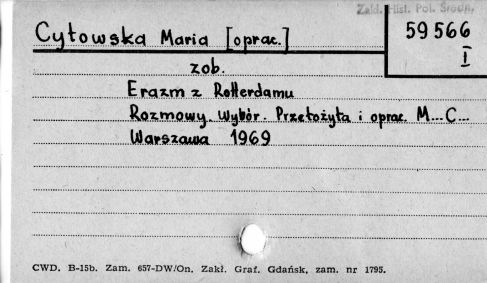 Zakł. Hist. Pol. Średn.
59 566
I
Cytowska Maria [oprac.]
zob.
Erazm z Rotterdamu
Rozmowy. Wybór. Przełożyła i oprac. M... C...
Warszawa 1969
CWD. B-15b. Zam. 657-DW/On. Zakł. Graf. Gdańsk, zam. nr 1795.